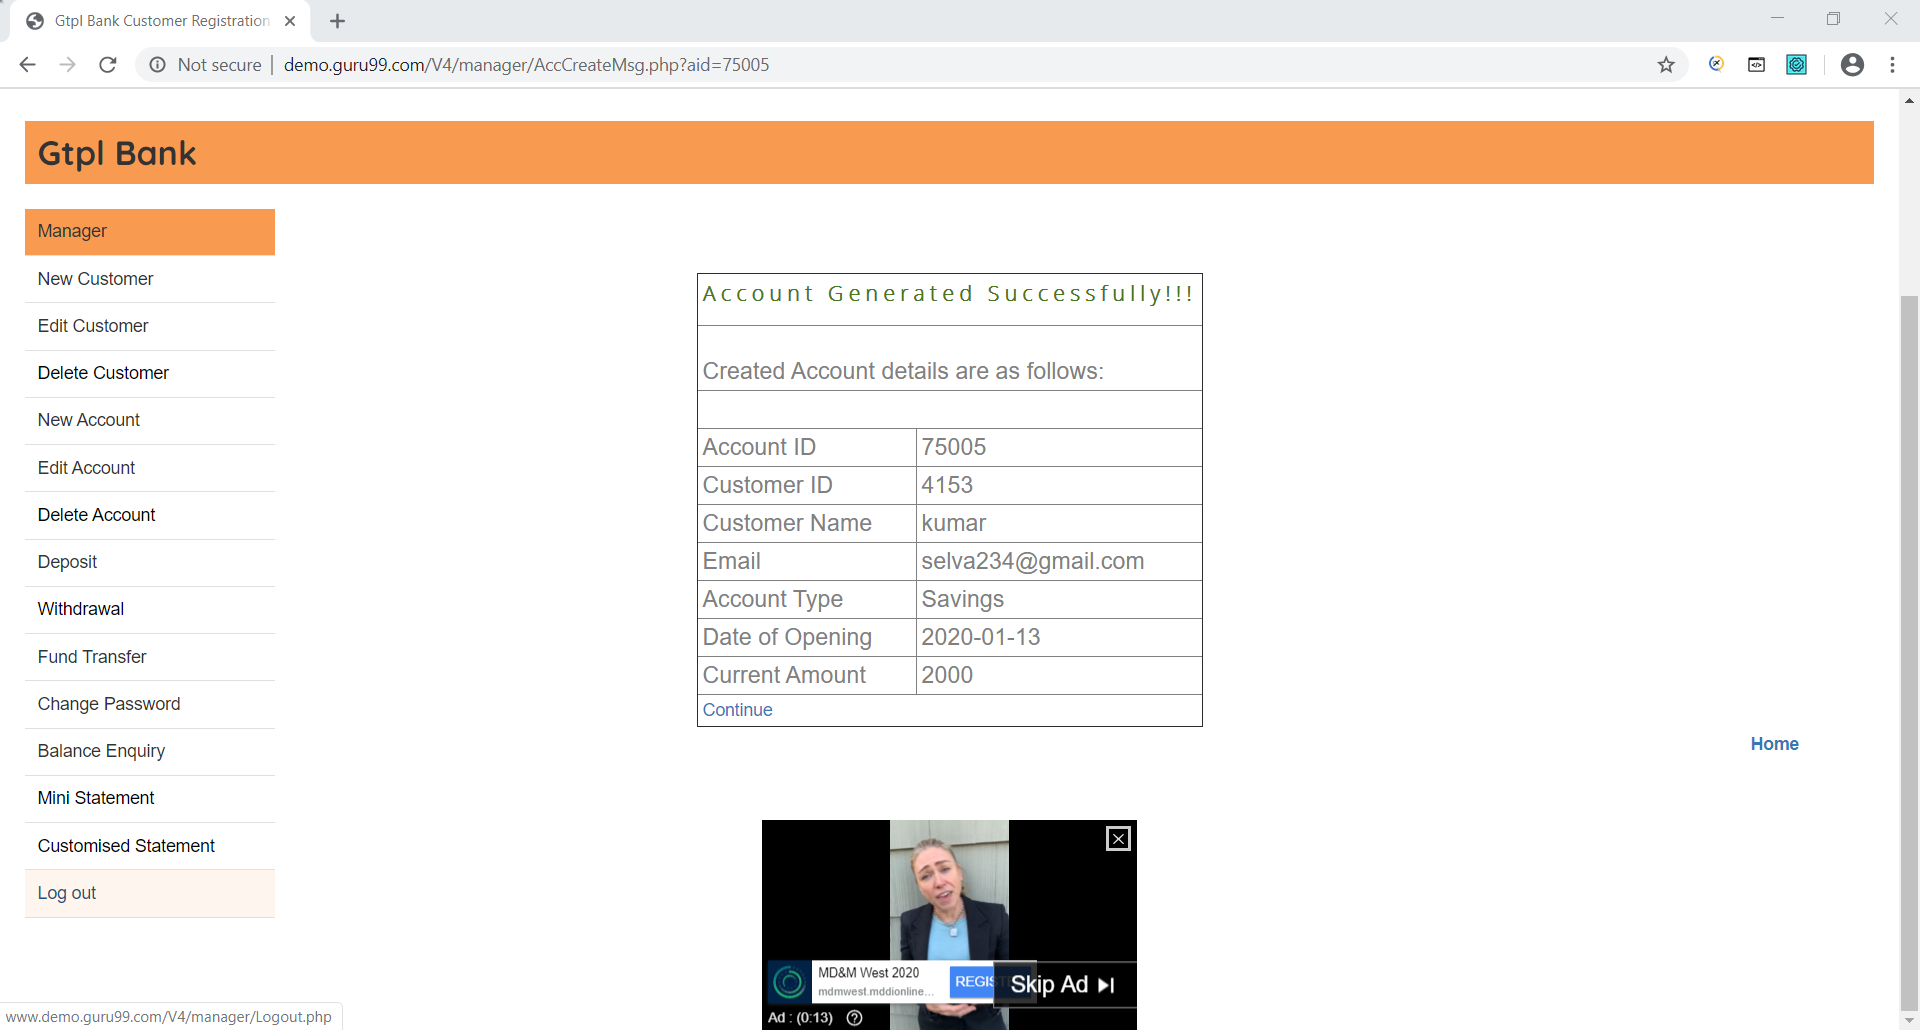 Gtpl Bank Customer Registration
Not secure | demo.guru99.com/V4/manager/AccCreateMsg.php?aid=75005
Gtpl Bank
Manager
New Customer
Edit Customer
Delete Customer
New Account
Edit Account
Delete Account
Deposit
Withdrawal
Fund Transfer
Change Password
Balance Enquiry
Mini Statement
Customised Statement
Log out
Account Generated Successfully!!!
Created Account details are as follows:
Account ID 75005
Customer ID 4153
Customer Name kumar
Email selva234@gmail.com
Account Type Savings
Date of Opening 2020-01-13
Current Amount 2000
Continue
Home
MD&M West 2020
mdmwest.mddionline...
REGIS
Skip Ad
Ad : (0:13)
www.demo.guru99.com/V4/manager/Logout.php